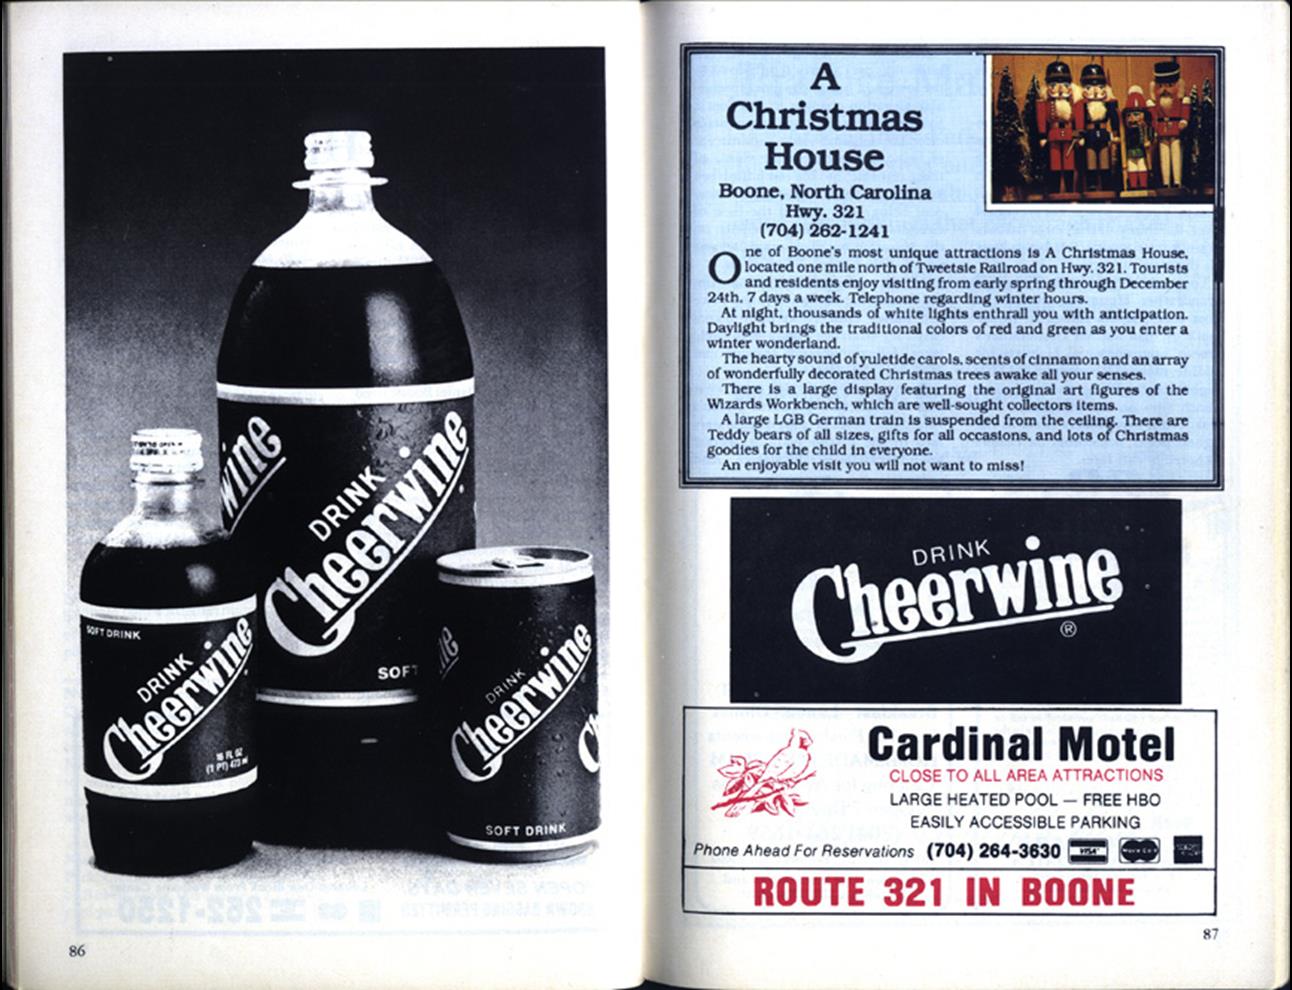 wine
DRINK
Cheerwine
SOFT
SOFT DRINK
DRINK
Cheerwine
16 FL OZ
(1 PT) 473 ml
ne
DRINK
Cheerwine
C
SOFT DRINK
86
A
Christmas
House
Boone, North Carolina
Hwy. 321
(704) 262-1241
One of Boone's most unique attractions is A Christmas House,
located one mile north of Tweetsie Railroad on Hwy. 321. Tourists
and residents enjoy visiting from early spring through December
24th, 7 days a week. Telephone regarding winter hours.
At night, thousands of white lights enthrall you with anticipation.
Daylight brings the traditional colors of red and green as you enter a
winter wonderland.
The hearty sound of yuletide carols, scents of cinnamon and an array
of wonderfully decorated Christmas trees awake all your senses.
There is a large display featuring the original art figures of the
Wizards Workbench, which are well-sought collectors items.
A large LGB German train is suspended from the ceiling. There are
Teddy bears of all sizes, gifts for all occasions, and lots of Christmas
goodies for the child in everyone.
An enjoyable visit you will not want to miss!
DRINK
Cheerwine
®
Cardinal Motel
CLOSE TO ALL AREA ATTRACTIONS
LARGE HEATED POOL — FREE HBO
EASILY ACCESSIBLE PARKING
Phone Ahead For Reservations (704) 264-3630 VISA
ROUTE 321 IN BOONE
87